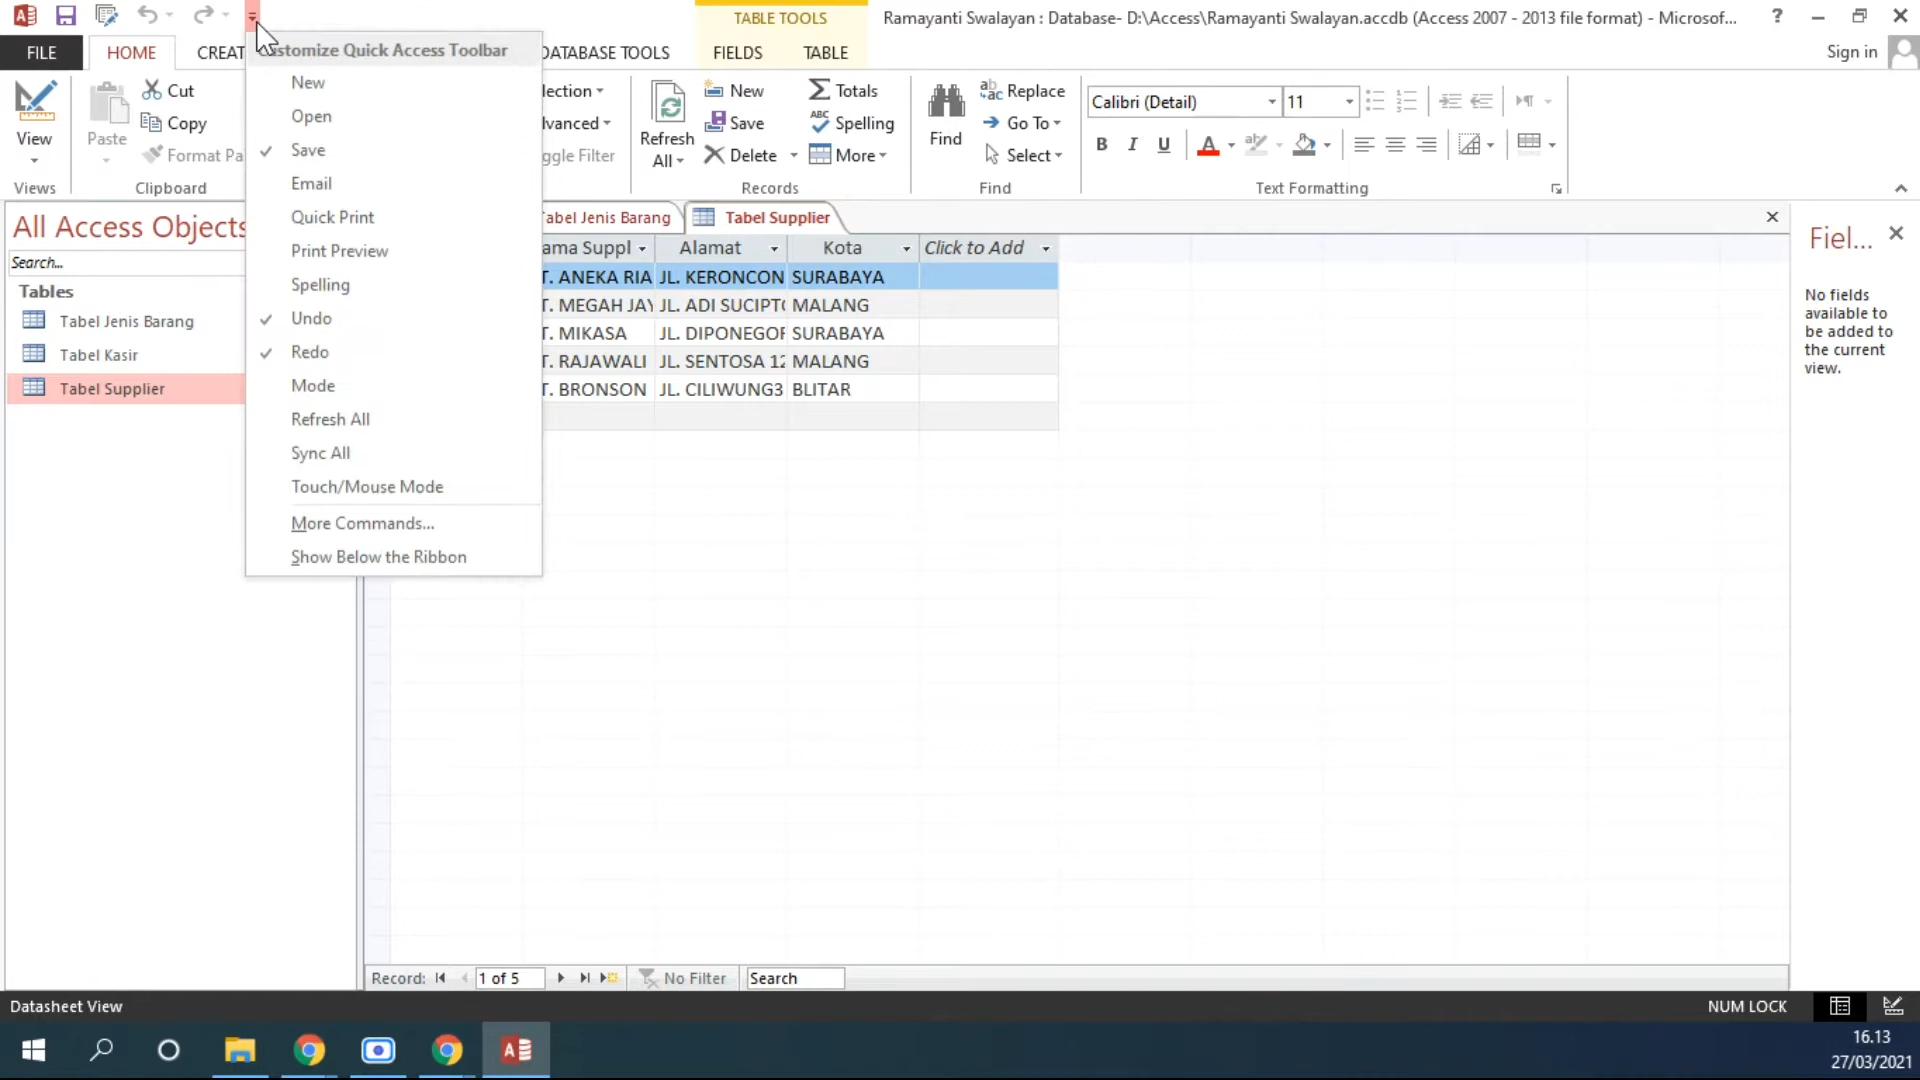 TABLE TOOLS
Ramayanti Swalayan : Database- D:\Access\Ramayanti Swalayan.accdb (Access 2007 - 2013 file format) - Microsof...
?
FILE
HOME
CREAT
DATABASE TOOLS
FIELDS
TABLE
Sign in
Customize Quick Access Toolbar
New
Open
Save
Email
Quick Print
Print Preview
Spelling
Undo
Redo
Mode
Refresh All
Sync All
Touch/Mouse Mode
More Commands...
Show Below the Ribbon
View
Views
Paste
Cut
Copy
Format Pa
Clipboard
lection
dvanced
ggle Filter
Refresh
All
New
Save
Delete
Totals
Spelling
More
Records
Find
Replace
Go To
Select
Find
Calibri (Detail)
11
B I U A
Text Formatting
All Access Objects
Search...
Tables
Tabel Jenis Barang
Tabel Kasir
Tabel Supplier
Tabel Jenis Barang
Tabel Supplier
ama Suppl Alamat Kota Click to Add
T. ANEKA RIA JL. KERONCON SURABAYA
T. MEGAH JAY JL. ADI SUCIPTO MALANG
T. MIKASA JL. DIPONEGOR SURABAYA
T. RAJAWALI JL. SENTOSA 12 MALANG
T. BRONSON JL. CILIWUNG3 BLITAR
Fiel...
No fields
available to
be added to
the current
view.
Record: 1 of 5 No Filter Search
Datasheet View
NUM LOCK
16.13
27/03/2021